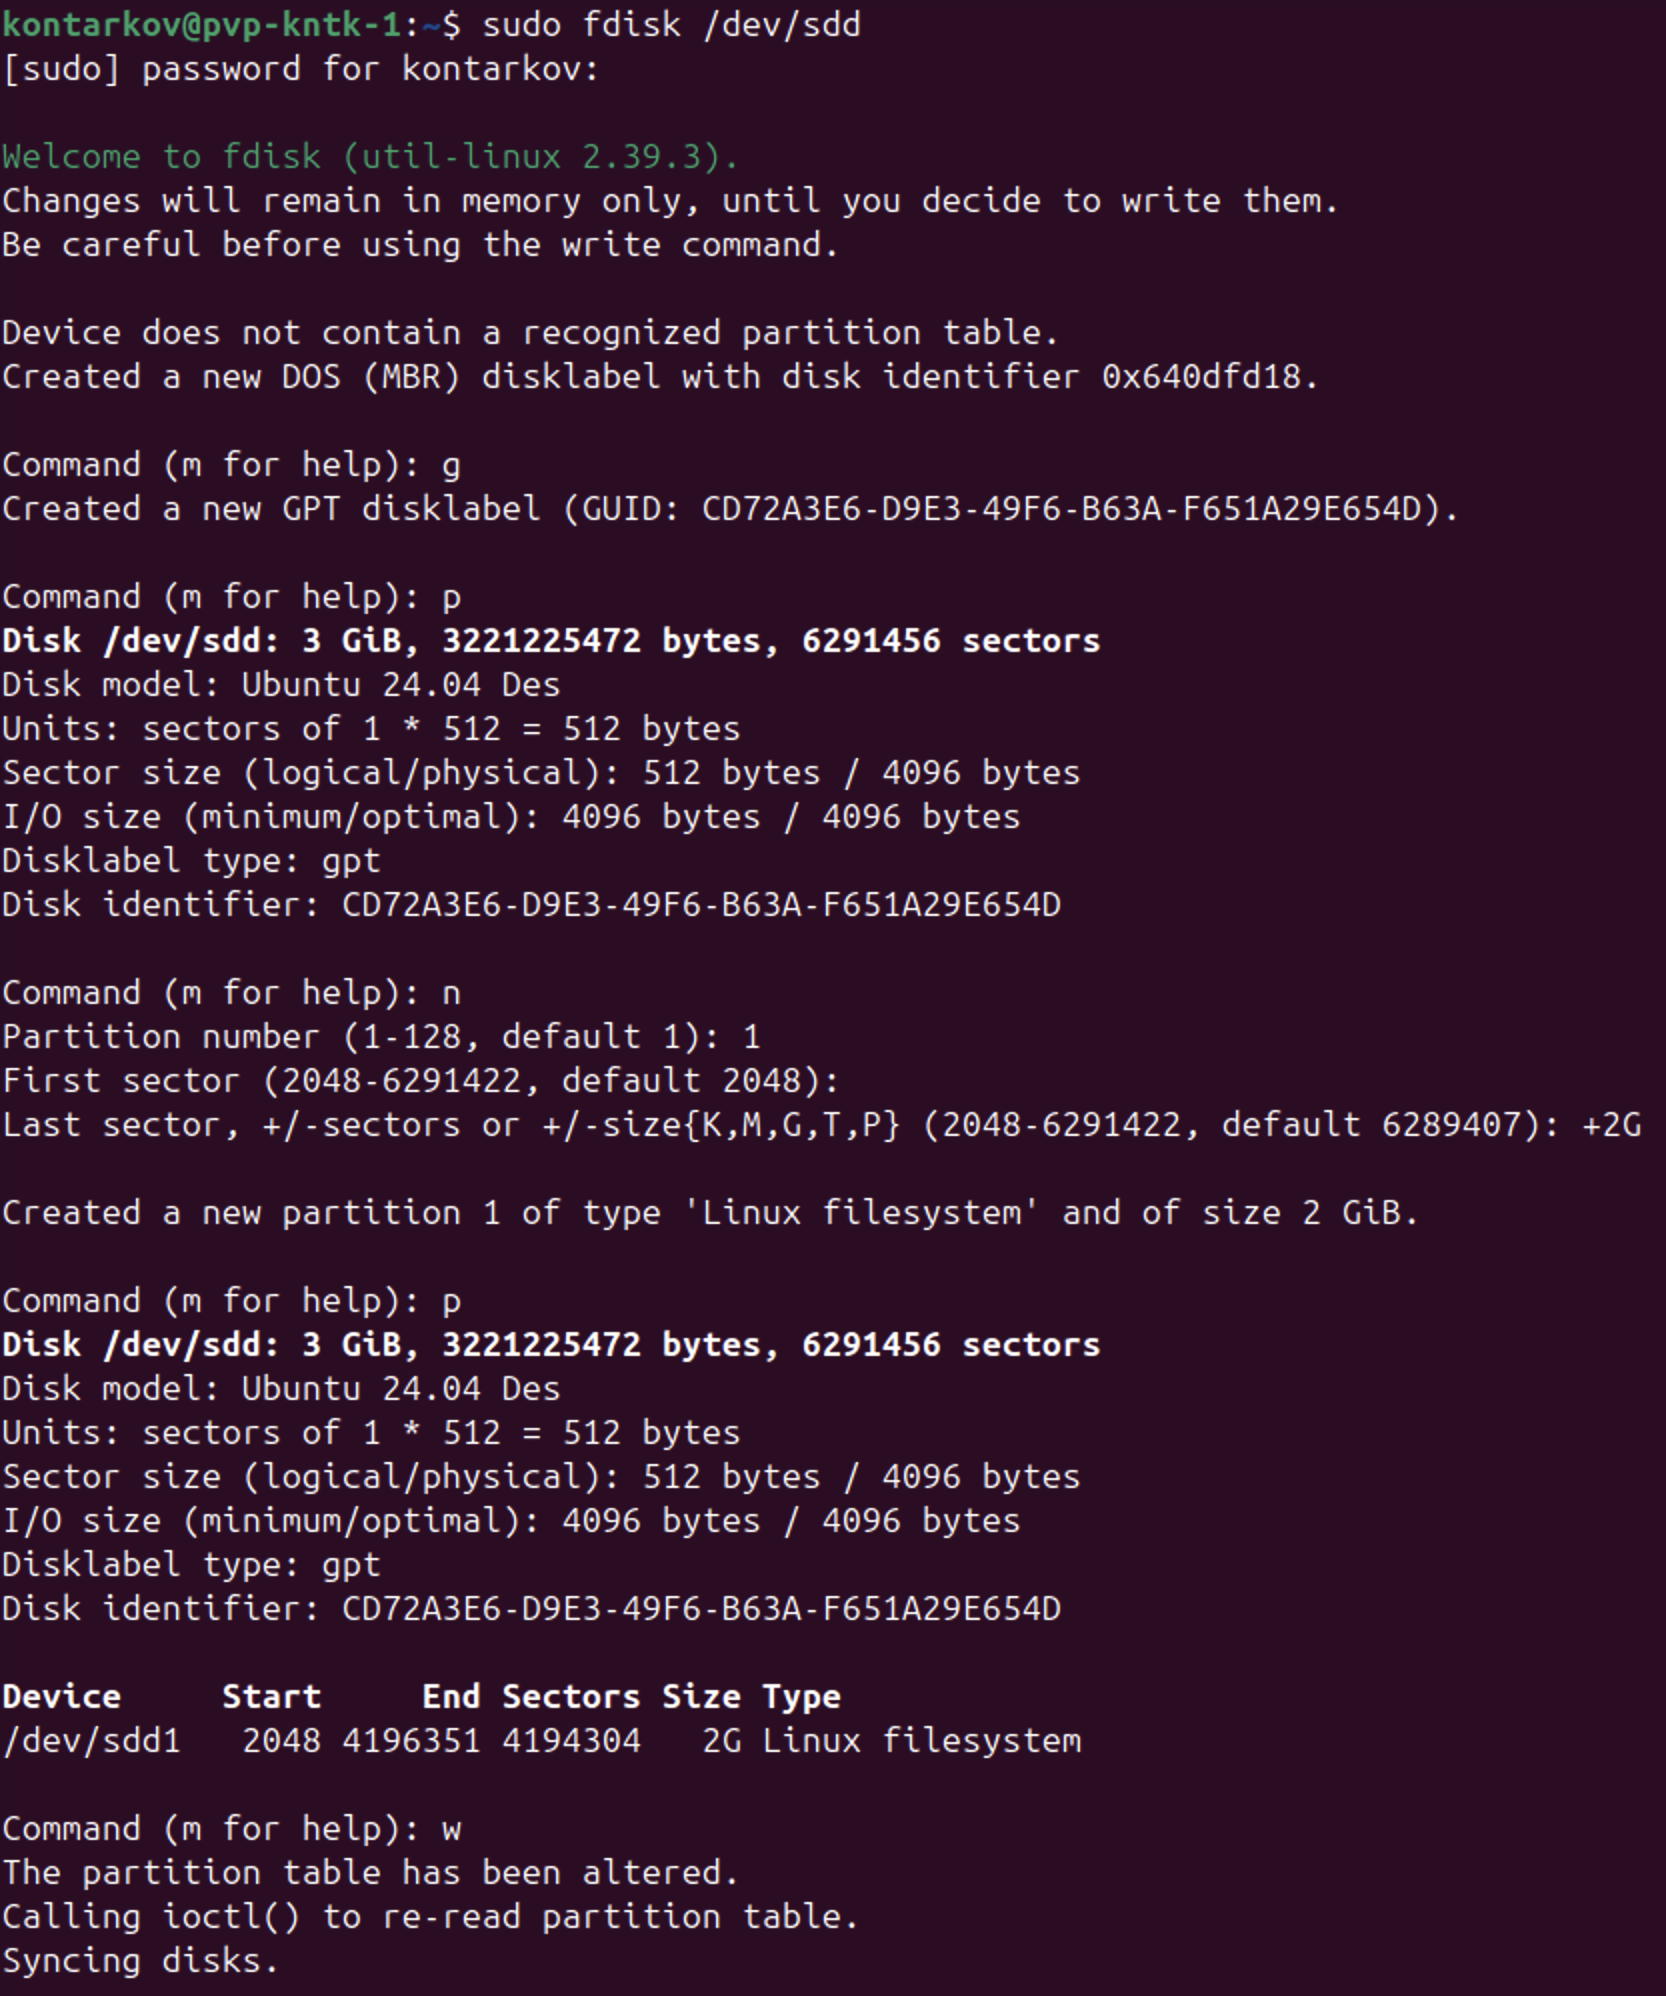 kontarkov@pvp-kntk-1:~$ sudo fdisk /dev/sdd
[sudo] password for kontarkov:
Welcome to fdisk (util-linux 2.39.3).
Changes will remain in memory only, until you decide to write them.
Be careful before using the write command.
Device does not contain a recognized partition table.
Created a new DOS (MBR) disklabel with disk identifier 0x640dfd18.
Command (m for help): g
Created a new GPT disklabel (GUID: CD72A3E6-D9E3-49F6-B63A-F651A29E654D).
Command (m for help): p
Disk /dev/sdd: 3 GiB, 3221225472 bytes, 6291456 sectors
Disk model: Ubuntu 24.04 Des
Units: sectors of 1 * 512 = 512 bytes
Sector size (logical/physical): 512 bytes / 4096 bytes
I/O size (minimum/optimal): 4096 bytes / 4096 bytes
Disklabel type: gpt
Disk identifier: CD72A3E6-D9E3-49F6-B63A-F651A29E654D
Command (m for help): n
Partition number (1-128, default 1): 1
First sector (2048-6291422, default 2048):
Last sector, +/-sectors or +/-size{K,M,G,T,P} (2048-6291422, default 6289407): +2G
Created a new partition 1 of type 'Linux filesystem' and of size 2 GiB.
Command (m for help): p
Disk /dev/sdd: 3 GiB, 3221225472 bytes, 6291456 sectors
Disk model: Ubuntu 24.04 Des
Units: sectors of 1 * 512 = 512 bytes
Sector size (logical/physical): 512 bytes / 4096 bytes
I/O size (minimum/optimal): 4096 bytes / 4096 bytes
Disklabel type: gpt
Disk identifier: CD72A3E6-D9E3-49F6-B63A-F651A29E654D
Device     Start     End Sectors Size Type
/dev/sdd1   2048 4196351 4194304   2G Linux filesystem
Command (m for help): w
The partition table has been altered.
Calling ioctl() to re-read partition table.
Syncing disks.